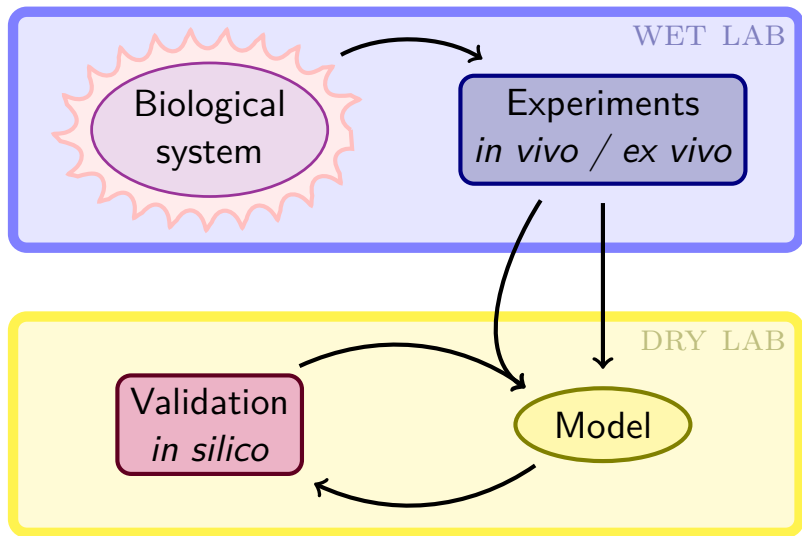 WET LAB
Biological
system
Experiments
in vivo / ex vivo
DRY LAB
Validation
in silico
Model